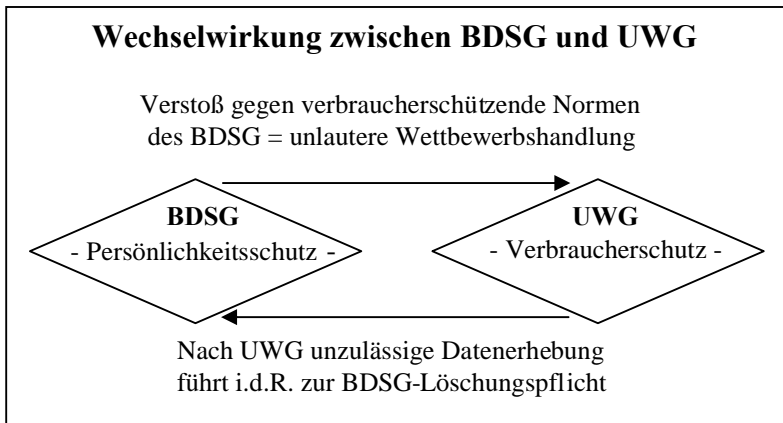 Wechselwirkung zwischen BDSG und UWG
Verstoß gegen verbraucherschützende Normen
des BDSG = unlautere Wettbewerbshandlung
BDSG
- Persönlichkeitsschutz -
UWG
- Verbraucherschutz -
Nach UWG unzulässige Datenerhebung
führt i.d.R. zur BDSG-Löschungspflicht